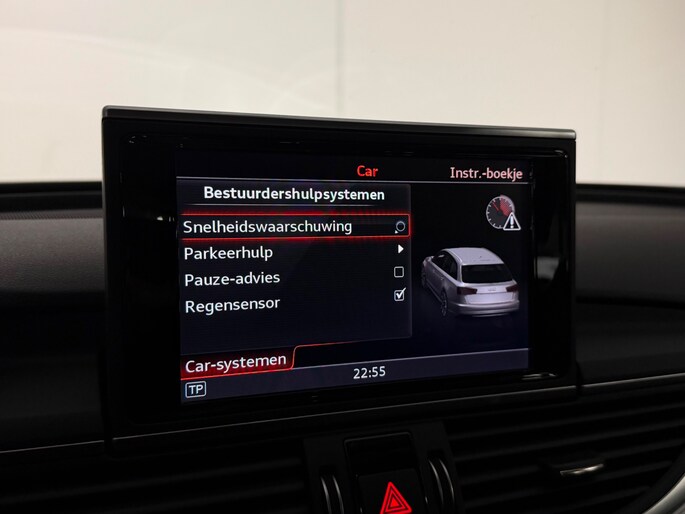 Car
Instr.-boekje
Bestuurdershulpsystemen
Snelheidswaarschuwing
Parkeerhulp
Pauze-advies
Regensensor
Car-systemen
22:55
TP